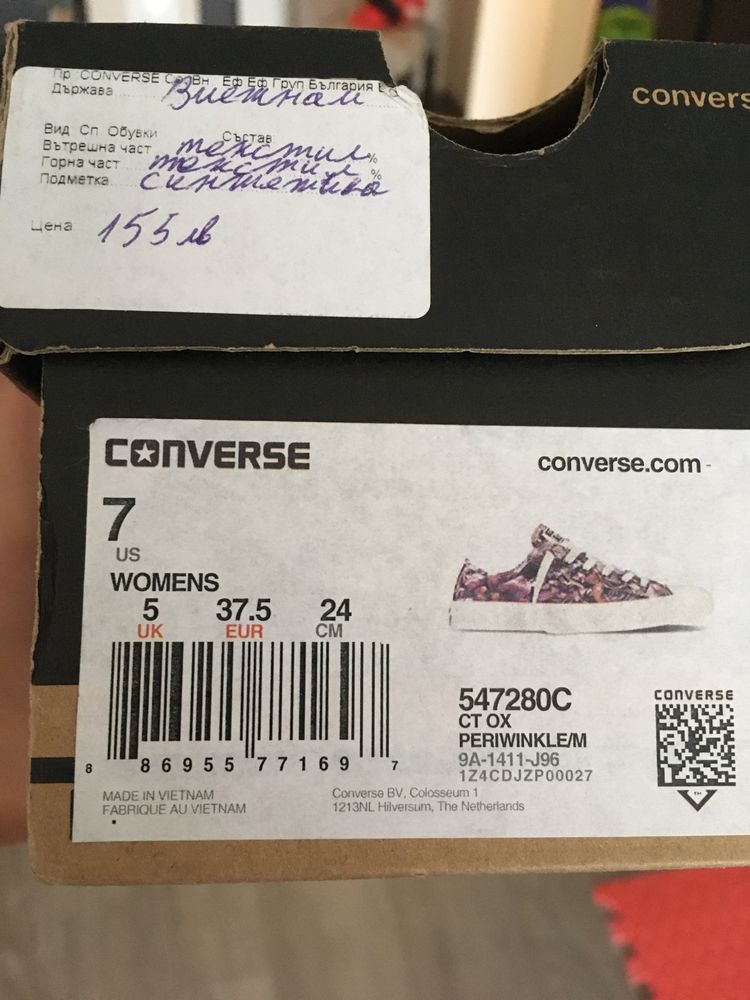 Пр CONVERSE Вн Еф Еф Груп България
Държава Виетнам
Вид Сп. Обувки Състав:
Вътрешна част текстил %
Горна част текстил %
Подметка синтетика
Цена 155 лв
convers
CONVERSE
converse.com
7
US
WOMENS
5 37.5 24
UK EUR CM
8 86955 77169 7
547280C
CT OX
PERIWINKLE/M
9A-1411-J96
1Z4CDJZP00027
CONVERSE
MADE IN VIETNAM
FABRIQUE AU VIETNAM
Converse BV, Colosseum 1
1213NL Hilversum, The Netherlands